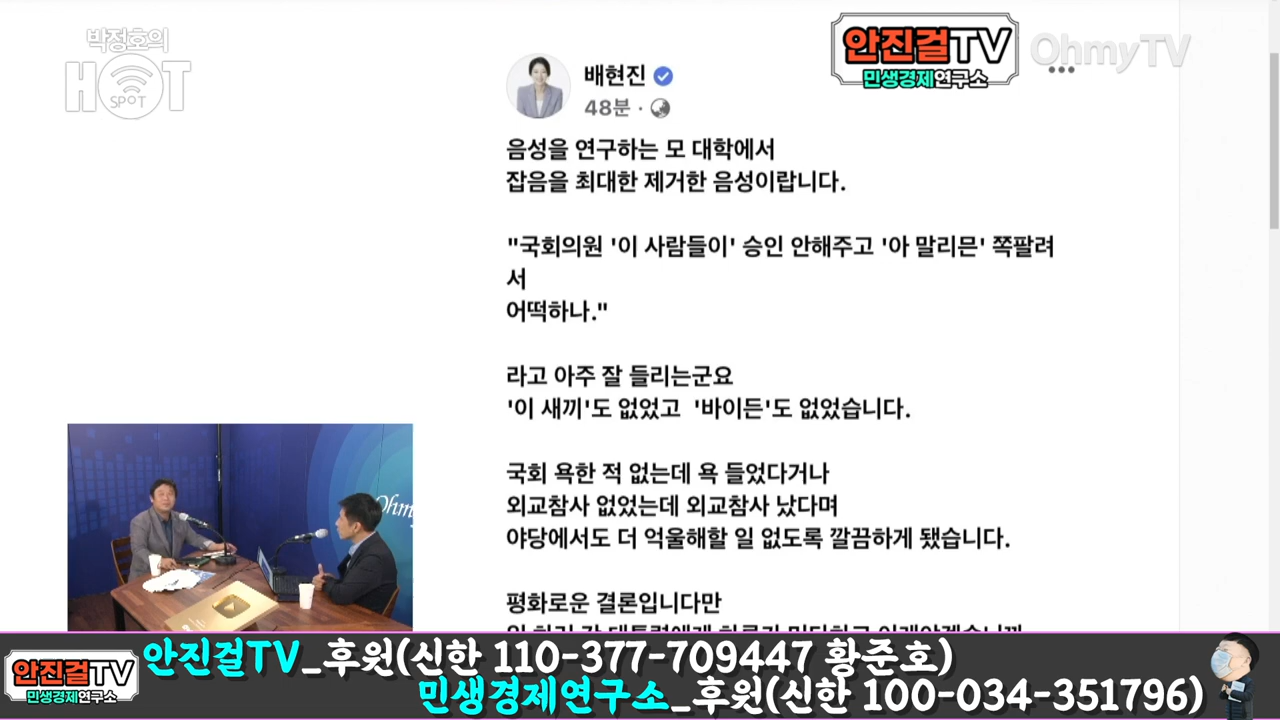 박정호의
HOT
SPOT
안진걸TV
민생경제연구소
OhmyTV
배현진
48분 ·
음성을 연구하는 모 대학에서
잡음을 최대한 제거한 음성이랍니다.
"국회의원 '이 사람들이' 승인 안해주고 '아 말리믄' 쪽팔려
서
어떡하나."
라고 아주 잘 들리는군요
'이 새끼'도 없었고 '바이든'도 없었습니다.
국회 욕한 적 없는데 욕 들었다거나
외교참사 없었는데 외교참사 났다며
야당에서도 더 억울해할 일 없도록 깔끔하게 됐습니다.
평화로운 결론입니다만
안진걸TV
민생경제연구소
안진걸TV_후원(신한 110-377-709447 황준호)
민생경제연구소_후원(신한 100-034-351796)